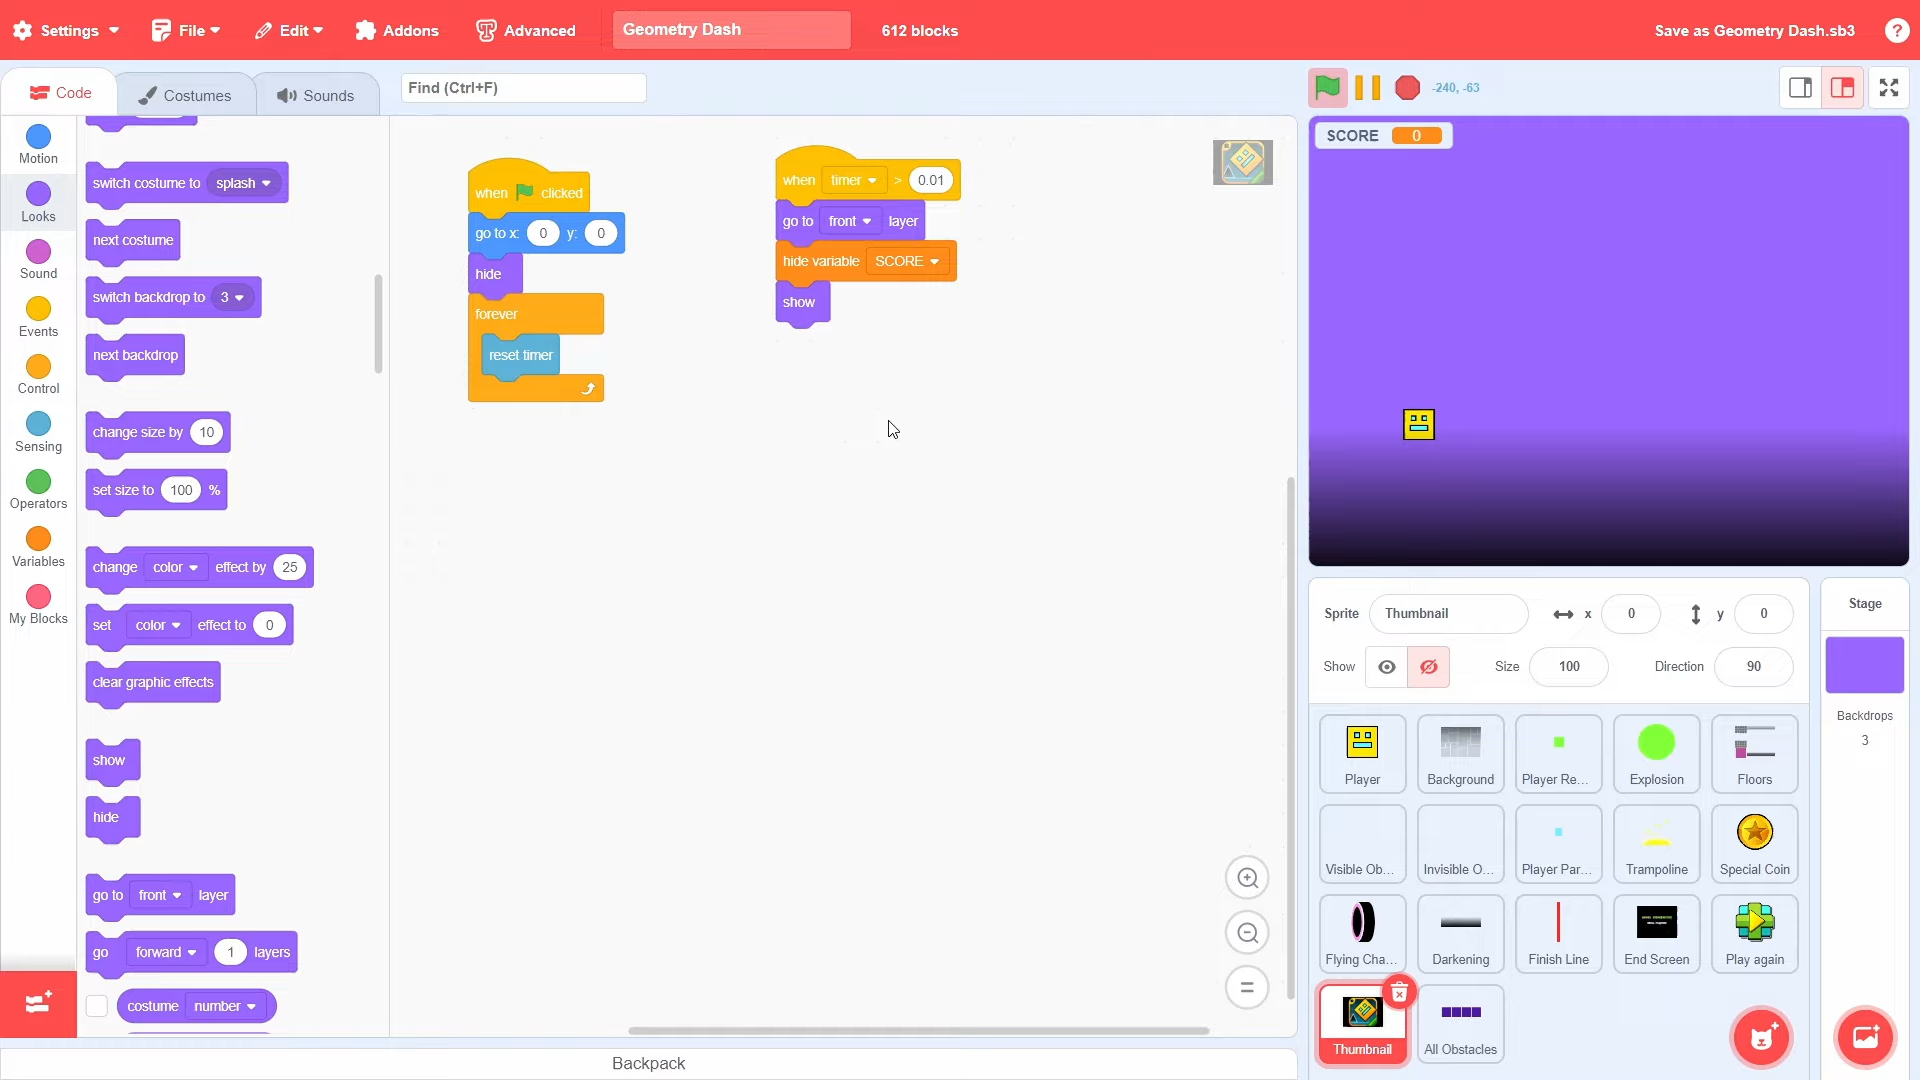 Settings File Edit Addons Advanced Geometry Dash 612 blocks Save as Geometry Dash.sb3 ?
Code Costumes Sounds Find (Ctrl+F) -240, -63
Motion
Looks
Sound
Events
Control
Sensing
Operators
Variables
My Blocks
switch costume to splash
next costume
switch backdrop to 3
next backdrop
change size by 10
set size to 100 %
change color effect by 25
set color effect to 0
clear graphic effects
show
hide
go to front layer
go forward 1 layers
costume number
when clicked
go to x: 0 y: 0
hide
forever
reset timer
when timer > 0.01
go to front layer
hide variable SCORE
show
Backpack
SCORE 0
Sprite Thumbnail x 0 y 0
Show Size 100 Direction 90
Player Background Player Re... Explosion Floors
Visible Ob... Invisible O... Player Par... Trampoline Special Coin
Flying Cha... Darkening Finish Line End Screen Play again
Thumbnail All Obstacles
Stage
Backdrops
3